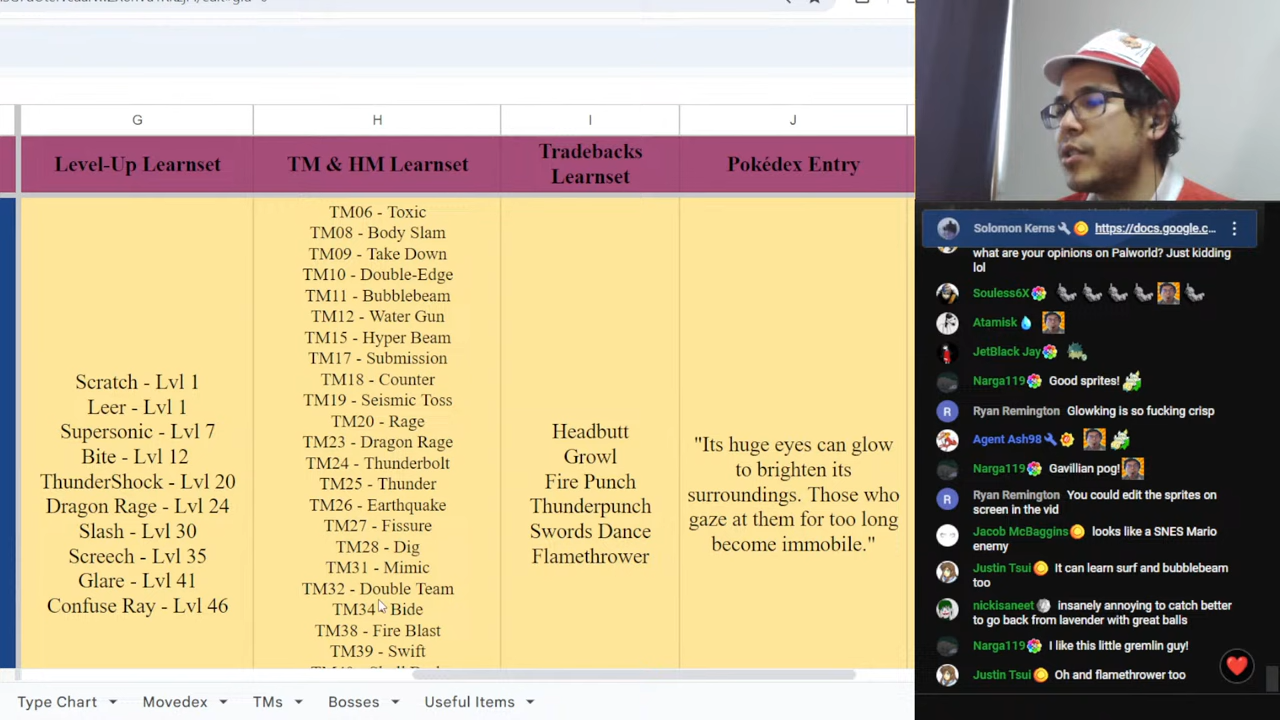 G
H
I
J
Level-Up Learnset
TM & HM Learnset
Tradebacks
Learnset
Pokédex Entry
Scratch - Lvl 1
Leer - Lvl 1
Supersonic - Lvl 7
Bite - Lvl 12
ThunderShock - Lvl 20
Dragon Rage - Lvl 24
Slash - Lvl 30
Screech - Lvl 35
Glare - Lvl 41
Confuse Ray - Lvl 46
TM06 - Toxic
TM08 - Body Slam
TM09 - Take Down
TM10 - Double-Edge
TM11 - Bubblebeam
TM12 - Water Gun
TM15 - Hyper Beam
TM17 - Submission
TM18 - Counter
TM19 - Seismic Toss
TM20 - Rage
TM23 - Dragon Rage
TM24 - Thunderbolt
TM25 - Thunder
TM26 - Earthquake
TM27 - Fissure
TM28 - Dig
TM31 - Mimic
TM32 - Double Team
TM34 - Bide
TM38 - Fire Blast
TM39 - Swift
Headbutt
Growl
Fire Punch
Thunderpunch
Swords Dance
Flamethrower
"Its huge eyes can glow
to brighten its
surroundings. Those who
gaze at them for too long
become immobile."
Type Chart
Movedex
TMs
Bosses
Useful Items
Solomon Kerns https://docs.google.c...
what are your opinions on Palworld? Just kidding
lol
Souless6X
Atamisk
JetBlack Jay
Narga119 Good sprites!
R Ryan Remington Glowking is so fucking crisp
Agent Ash98
Narga119 Gavillian pog!
R Ryan Remington You could edit the sprites on
screen in the vid
Jacob McBaggins looks like a SNES Mario
enemy
Justin Tsui It can learn surf and bubblebeam
too
nickisaneet insanely annoying to catch better
to go back from lavender with great balls
Narga119 I like this little gremlin guy!
Justin Tsui Oh and flamethrower too